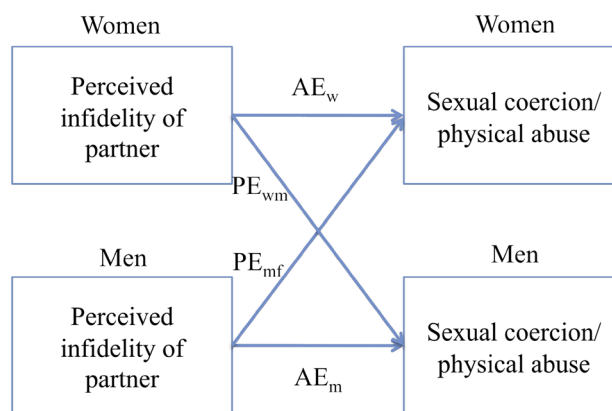 Women
Women
Perceived
infidelity of
partner
AEw
Sexual coercion/
physical abuse
PEwm
Men
PEmf
Men
Perceived
infidelity of
partner
Sexual coercion/
physical abuse
AEm